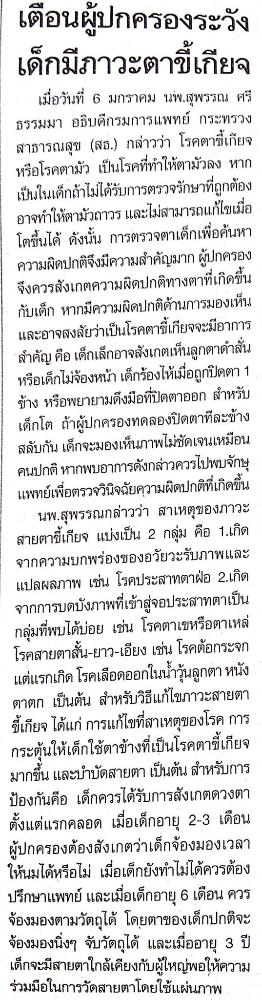 เตือนผู้ปกครองระวัง
เด็กมีภาวะตาขี้เกียจ
เมื่อวันที่ 6 มกราคม นพ.สุพรรณ ศรี
ธรรมมา อธิบดีกรมการแพทย์ กระทรวง
สาธารณสุข (สธ.) กล่าวว่า โรคตาขี้เกียจ
หรือโรคตามัว เป็นโรคที่ทำให้ตามัวลง หาก
เป็นในเด็กถ้าไม่ได้รับการตรวจรักษาที่ถูกต้อง
อาจทำให้ตามัวถาวร และไม่สามารถแก้ไขเมื่อ
โตขึ้นได้ ดังนั้น การตรวจตาเด็กเพื่อค้นหา
ความผิดปกติจึงมีความสำคัญมาก ผู้ปกครอง
จึงควรสังเกตความผิดปกติทางตาที่เกิดขึ้น
กับเด็ก หากมีความผิดปกติด้านการมองเห็น
และอาจสงสัยว่าเป็นโรคตาขี้เกียจจะมีอาการ
สำคัญ คือ เด็กเล็กอาจสังเกตเห็นลูกตาดำสั่น
หรือเด็กไม่จ้องหน้า เด็กร้องไห้เมื่อถูกปิดตา 1
ข้าง หรือพยายามดึงมือที่ปิดตาออก สำหรับ
เด็กโต ถ้าผู้ปกครองทดลองปิดตาทีละข้าง
สลับกัน เด็กจะมองเห็นภาพไม่ชัดเจนเหมือน
คนปกติ หากพบอาการดังกล่าวควรไปพบจักษุ
แพทย์เพื่อตรวจวินิจฉัยความผิดปกติที่เกิดขึ้น
นพ.สุพรรณกล่าวว่า สาเหตุของภาวะ
สายตาขี้เกียจ แบ่งเป็น 2 กลุ่ม คือ 1.เกิด
จากความบกพร่องของอวัยวะรับภาพและ
แปลผลภาพ เช่น โรคประสาทตาฝ่อ 2.เกิด
จากการบดบังภาพที่เข้าสู่จอประสาทตาเป็น
กลุ่มที่พบได้บ่อย เช่น โรคตาเขหรือตาเหล่
โรคสายตาสั้น-ยาว-เอียง เช่น โรคต้อกระจก
แต่แรกเกิด โรคเลือดออกในน้ำวุ้นลูกตา หนัง
ตาตก เป็นต้น สำหรับวิธีแก้ไขภาวะสายตา
ขี้เกียจ ได้แก่ การแก้ไขที่สาเหตุของโรค การ
กระตุ้นให้เด็กใช้ตาข้างที่เป็นโรคตาขี้เกียจ
มากขึ้น และบำบัดสายตา เป็นต้น สำหรับการ
ป้องกันคือ เด็กควรได้รับการสังเกตดวงตา
ตั้งแต่แรกคลอด เมื่อเด็กอายุ 2-3 เดือน
ผู้ปกครองต้องสังเกตว่าเด็กจ้องมองเวลา
ให้นมได้หรือไม่ เมื่อเด็กยังทำไม่ได้ควรต้อง
ปรึกษาแพทย์ และเมื่อเด็กอายุ 6 เดือน ควร
จ้องมองตามวัตถุได้ โดยตาของเด็กปกติจะ
จ้องมองนิ่งๆ จับวัตถุได้ และเมื่ออายุ 3 ปี
เด็กจะมีสายตาใกล้เคียงกับผู้ใหญ่พอให้ความ
ร่วมมือในการวัดสายตาโดยใช้แผ่นภาพ